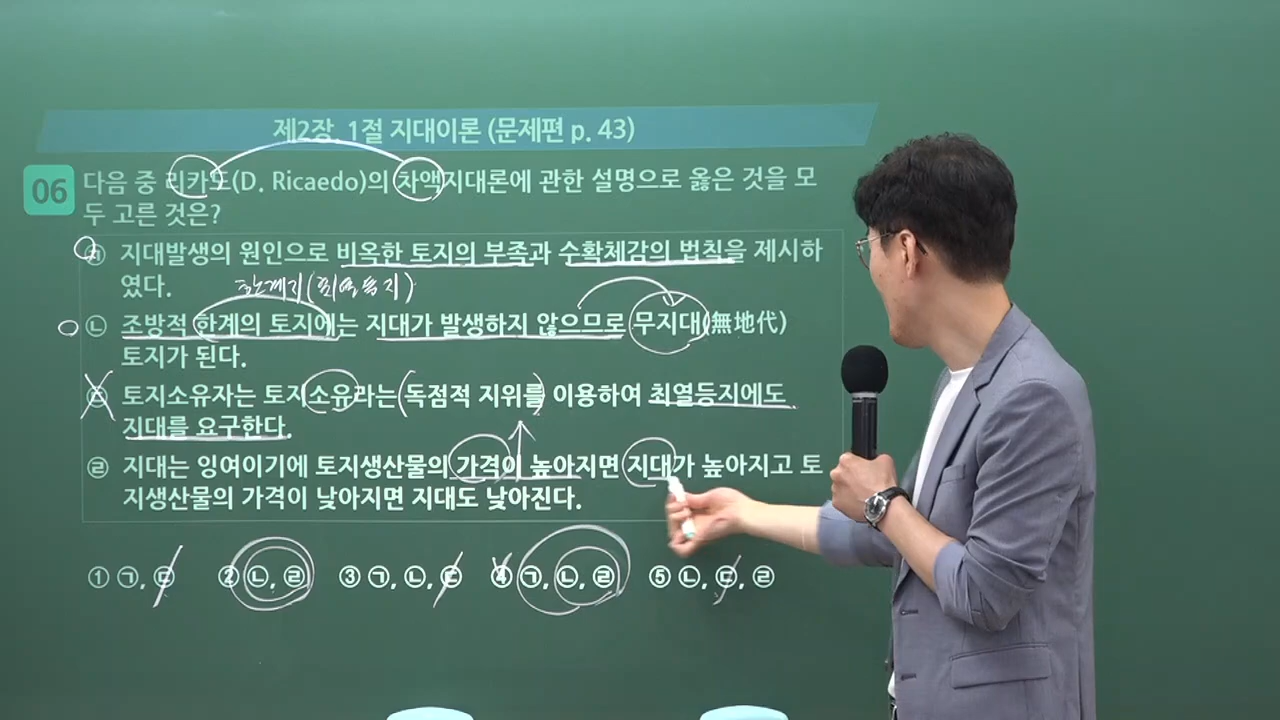 제2장. 1절 지대이론 (문제편 p. 43)
06 다음 중 리카도(D. Ricaedo)의 차액지대론에 관한 설명으로 옳은 것을 모
두 고른 것은?
㉠ 지대발생의 원인으로 비옥한 토지의 부족과 수확체감의 법칙을 제시하
였다.
한계지(최열등지)
㉡ 조방적 한계의 토지에는 지대가 발생하지 않으므로 무지대(無地代)
토지가 된다.
㉢ 토지소유자는 토지소유라는 독점적 지위를 이용하여 최열등지에도
지대를 요구한다.
㉣ 지대는 잉여이기에 토지생산물의 가격이 높아지면 지대가 높아지고 토
지생산물의 가격이 낮아지면 지대도 낮아진다.
① ㉠, ㉢ ② ㉡, ㉣ ③ ㉠, ㉡, ㉢ ④ ㉠, ㉡, ㉣ ⑤ ㉡, ㉢, ㉣